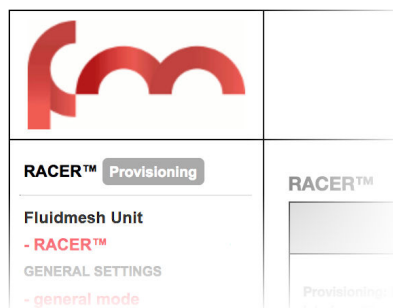 RACER™ Provisioning
RACER™
Fluidmesh Unit
- RACER™
GENERAL SETTINGS
- general mode
Provisioning: